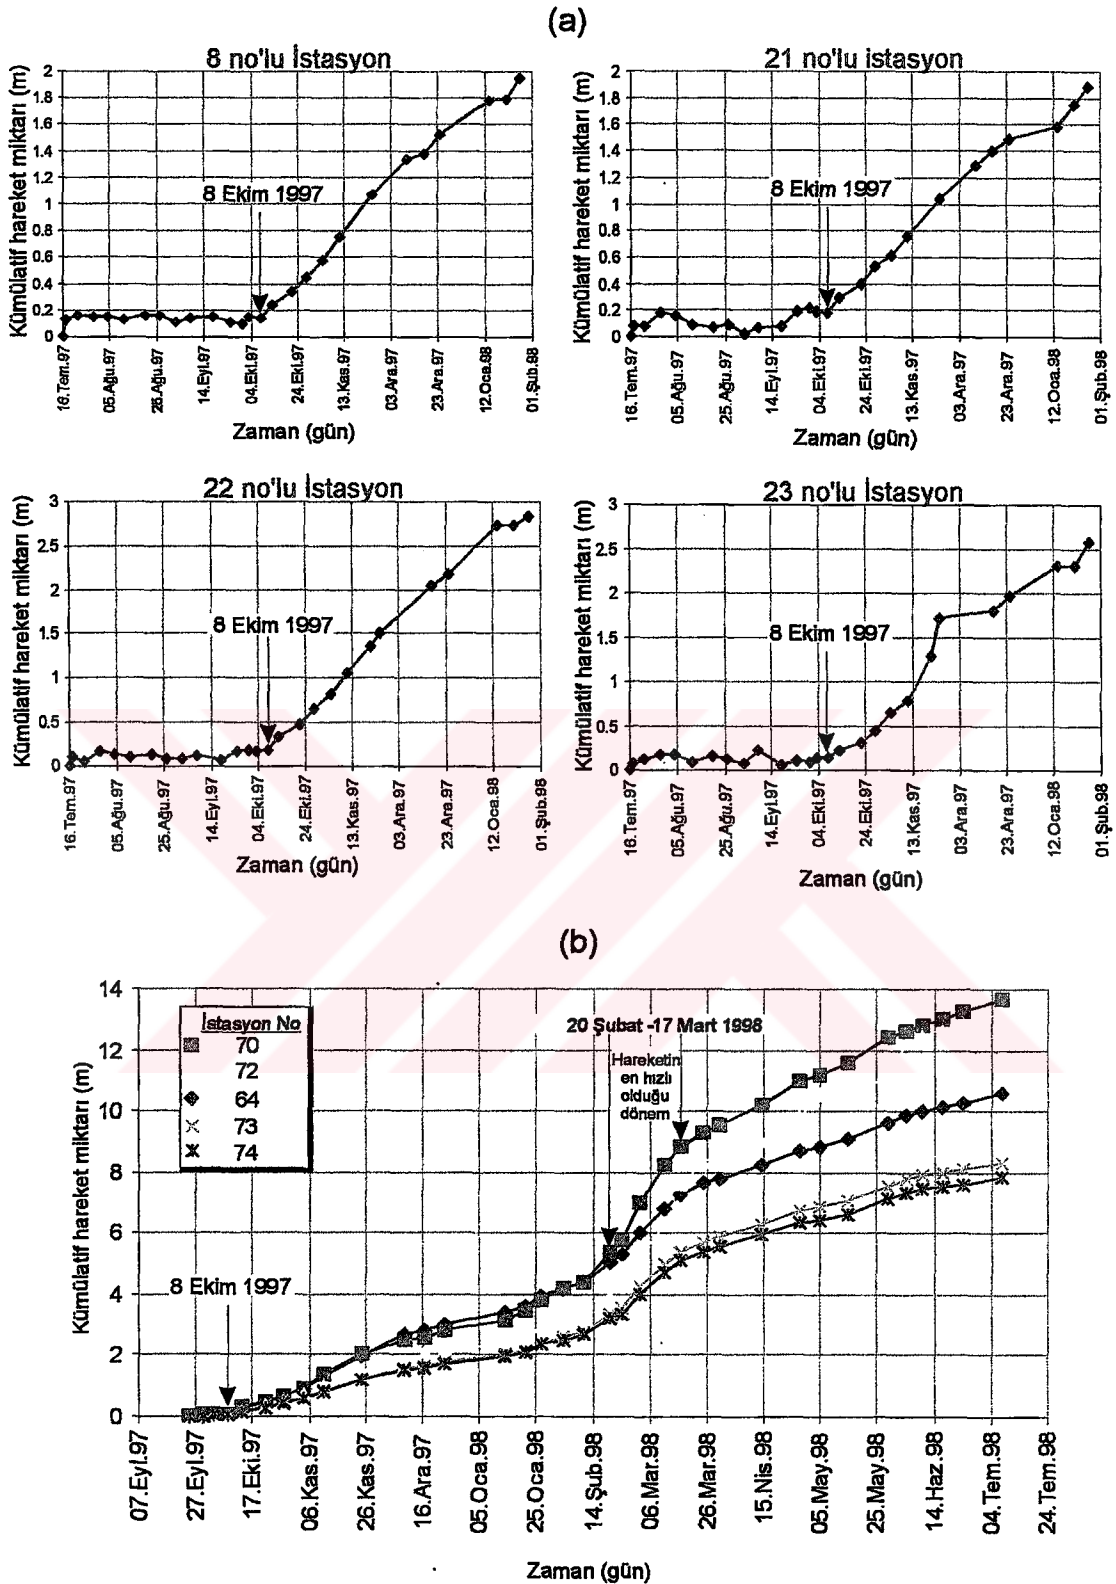 (a)
8 no'lu İstasyon
Kümülatif hareket miktarı (m)
2
1.8
1.6
1.4
1.2
1
0.8
0.6
0.4
0.2
0
8 Ekim 1997
16.Tem.97
05.Ağu.97
25.Ağu.97
14.Eyl.97
04.Eki.97
24.Eki.97
13.Kas.97
03.Ara.97
23.Ara.97
12.Oca.98
01.Şub.98
Zaman (gün)
21 no'lu istasyon
Kümülatif hareket miktarı (m)
2
1.8
1.6
1.4
1.2
1
0.8
0.6
0.4
0.2
0
8 Ekim 1997
16.Tem.97
05.Ağu.97
25.Ağu.97
14.Eyl.97
04.Eki.97
24.Eki.97
13.Kas.97
03.Ara.97
23.Ara.97
12.Oca.98
01.Şub.98
Zaman (gün)
22 no'lu İstasyon
Kümülatif hareket miktarı (m)
3
2.5
2
1.5
1
0.5
0
8 Ekim 1997
16.Tem.97
05.Ağu.97
25.Ağu.97
14.Eyl.97
04.Eki.97
24.Eki.97
13.Kas.97
03.Ara.97
23.Ara.97
12.Oca.98
01.Şub.98
Zaman (gün)
23 no'lu İstasyon
Kümülatif hareket miktarı (m)
3
2.5
2
1.5
1
0.5
0
8 Ekim 1997
16.Tem.97
05.Ağu.97
25.Ağu.97
14.Eyl.97
04.Eki.97
24.Eki.97
13.Kas.97
03.Ara.97
23.Ara.97
12.Oca.98
01.Şub.98
Zaman (gün)
(b)
Kümülatif hareket miktarı (m)
14
12
10
8
6
4
2
0
İstasyon No
70
72
64
73
74
20 Şubat -17 Mart 1998
Hareketin
en hızlı
olduğu
dönem
8 Ekim 1997
07.Eyl.97
27.Eyl.97
17.Eki.97
06.Kas.97
26.Kas.97
16.Ara.97
05.Oca.98
25.Oca.98
14.Şub.98
06.Mar.98
26.Mar.98
15.Nis.98
05.May.98
25.May.98
14.Haz.98
04.Tem.98
24.Tem.98
Zaman (gün)